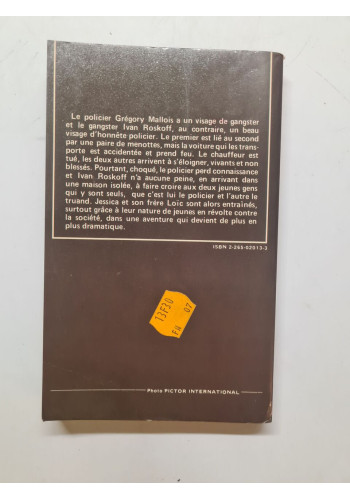 Le policier Grégory Mallois a un visage de gangster
et le gangster Ivan Roskoff, au contraire, un beau
visage d'honnête policier. Le premier est lié au second
par une paire de menottes, mais la voiture qui les trans-
porte est accidentée et prend feu. Le chauffeur est
tué, les deux autres arrivent à s'éloigner, vivants et non
blessés. Pourtant, choqué, le policier perd connaissance
et Ivan Roskoff n'a aucune peine, en arrivant dans
une maison isolée, à faire croire aux deux jeunes gens
qui y sont seuls, que c'est lui le policier et l'autre le
truand. Jessica et son frère Loïc sont alors entraînés,
surtout grâce à leur nature de jeunes en révolte contre
la société, dans une aventure qui devient de plus en
plus dramatique.
ISBN 2-265-02013-2
13F30
FU 07
Photo PICTOR INTERNATIONAL